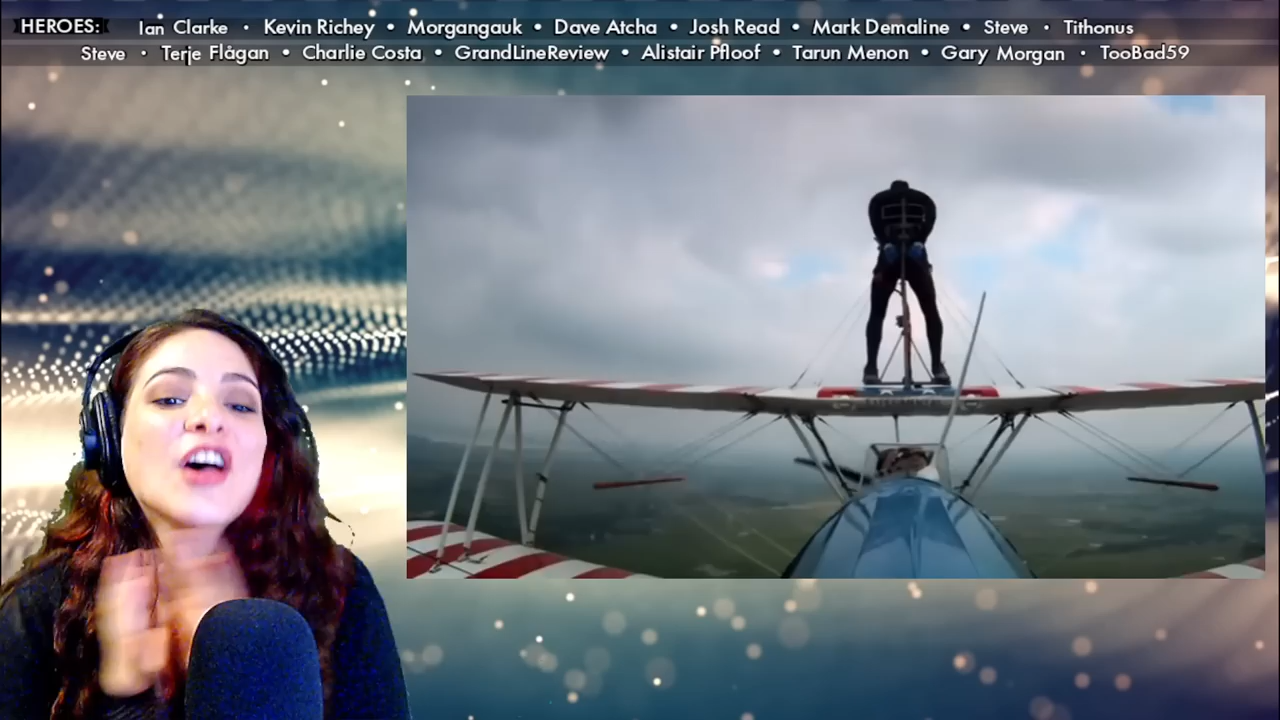 HEROES: Ian Clarke • Kevin Richey • Morgangauk • Dave Atcha • Josh Read • Mark Demaline • Steve • Tithonus
Steve • Terje Flågan • Charlie Costa • GrandLineReview • Alistair Pfloof • Tarun Menon • Gary Morgan • TooBad59